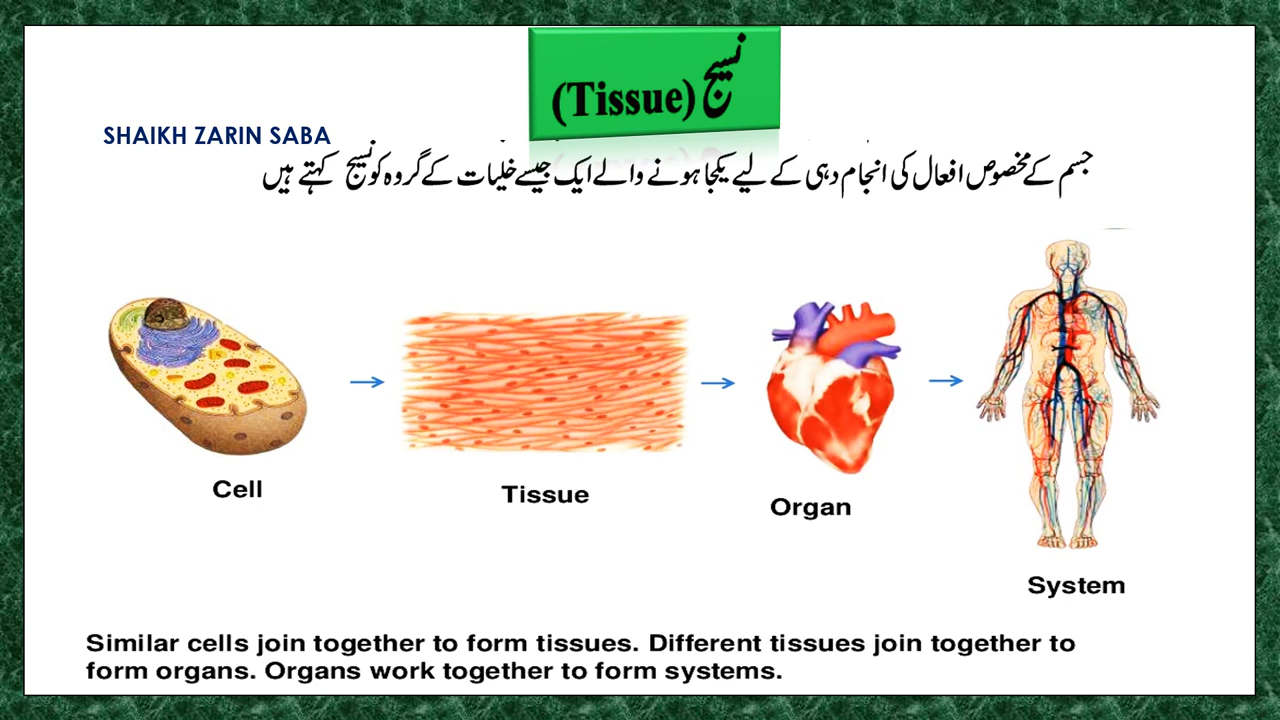 نسیج (Tissue)
SHAIKH ZARIN SABA
جسم کے مخصوص افعال کی انجام دہی کے لیے یکجا ہونے والے ایک جیسے خلیات کے گروہ کو نسیج کہتے ہیں
Cell
Tissue
Organ
System
Similar cells join together to form tissues. Different tissues join together to
form organs. Organs work together to form systems.